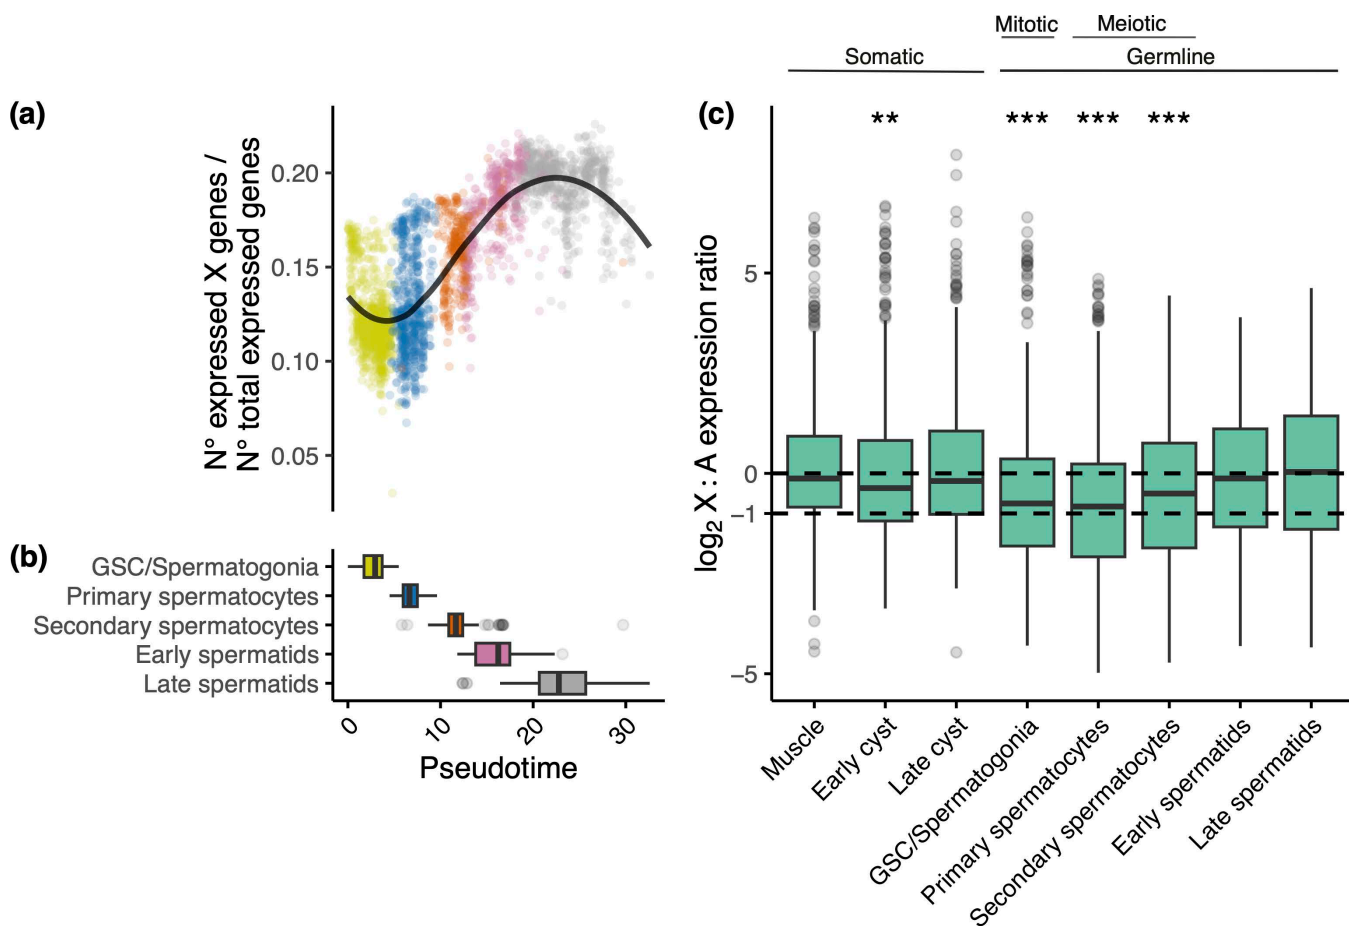 Mitotic
Meiotic
Somatic
Germline
(a)
N° expressed X genes /
N° total expressed genes
0.20
0.15
0.10
0.05
(b)
GSC/Spermatogonia
Primary spermatocytes
Secondary spermatocytes
Early spermatids
Late spermatids
0
10
20
30
Pseudotime
(c)
**
***
***
***
log₂ X : A expression ratio
5
0
−1
−5
Muscle
Early cyst
Late cyst
GSC/Spermatogonia
Primary spermatocytes
Secondary spermatocytes
Early spermatids
Late spermatids